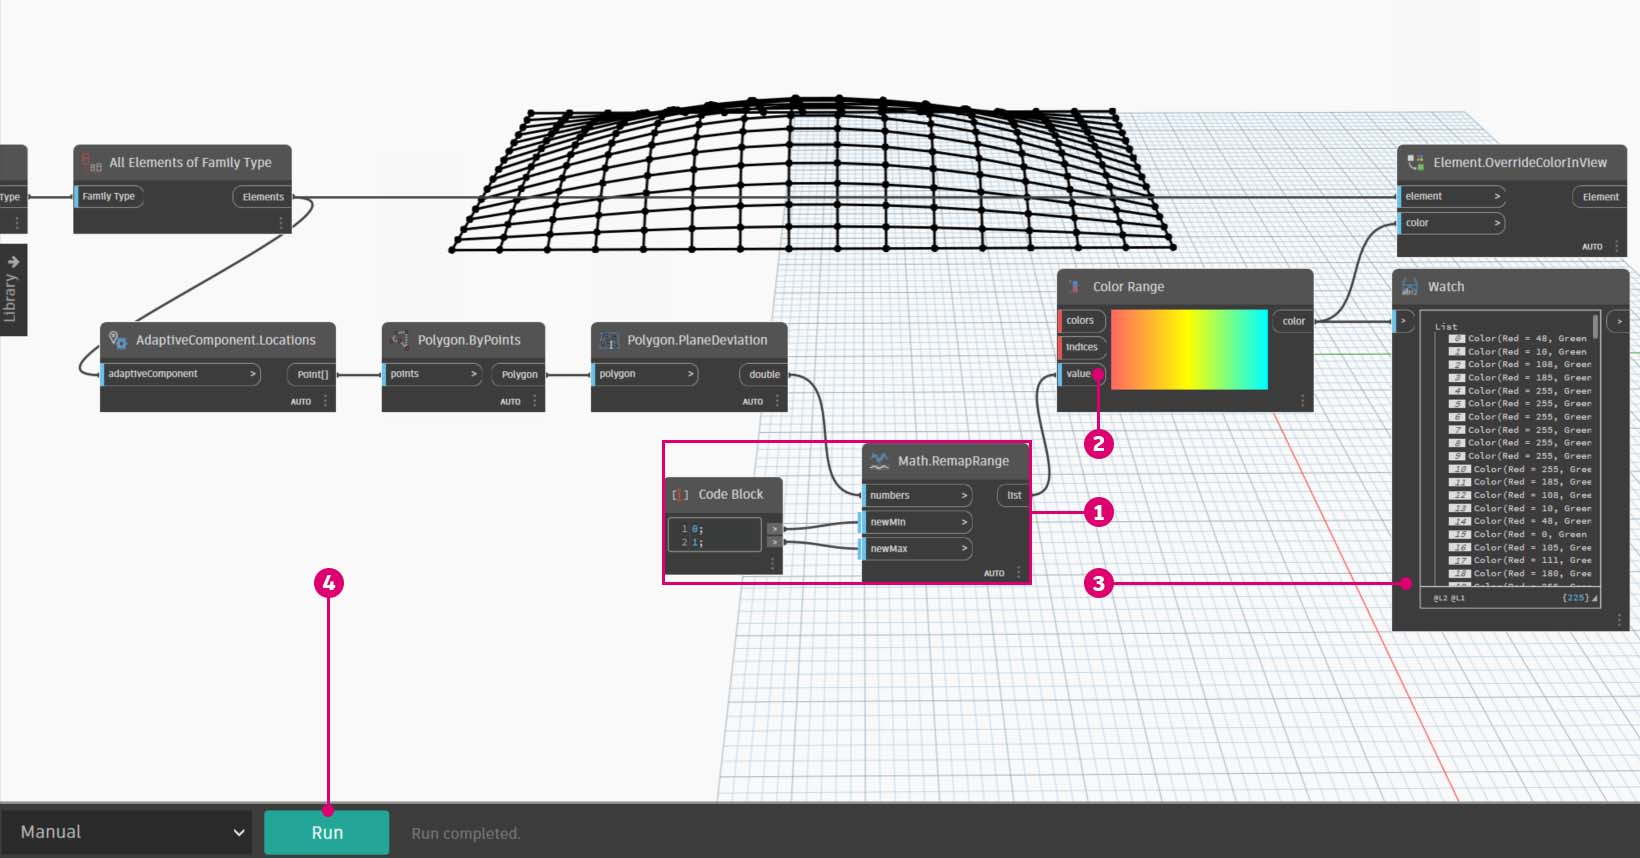 Type
All Elements of Family Type
Family Type
Elements
Library
Element.OverrideColorInView
element >
Element
color >
AUTO
AdaptiveComponent.Locations
adaptiveComponent >
Point[]
AUTO
Polygon.ByPoints
points >
Polygon
AUTO
Polygon.PlaneDeviation
polygon >
double
AUTO
Color Range
colors
indices
value
color
Watch
>
>
List
0 Color(Red = 48, Green
1 Color(Red = 10, Green
2 Color(Red = 108, Green
3 Color(Red = 185, Green
4 Color(Red = 255, Green
5 Color(Red = 255, Green
6 Color(Red = 255, Green
7 Color(Red = 255, Green
8 Color(Red = 255, Green
9 Color(Red = 255, Green
10 Color(Red = 255, Gree
11 Color(Red = 185, Gree
12 Color(Red = 108, Gree
13 Color(Red = 10, Green
14 Color(Red = 48, Green
15 Color(Red = 0, Green
16 Color(Red = 105, Gree
17 Color(Red = 111, Gree
18 Color(Red = 180, Gree
@L2 @L1
{225}
Code Block
1 0;
2 1;
>
>
Math.RemapRange
numbers >
list
newMin >
newMax >
AUTO
1
2
3
4
Manual
Run
Run completed.